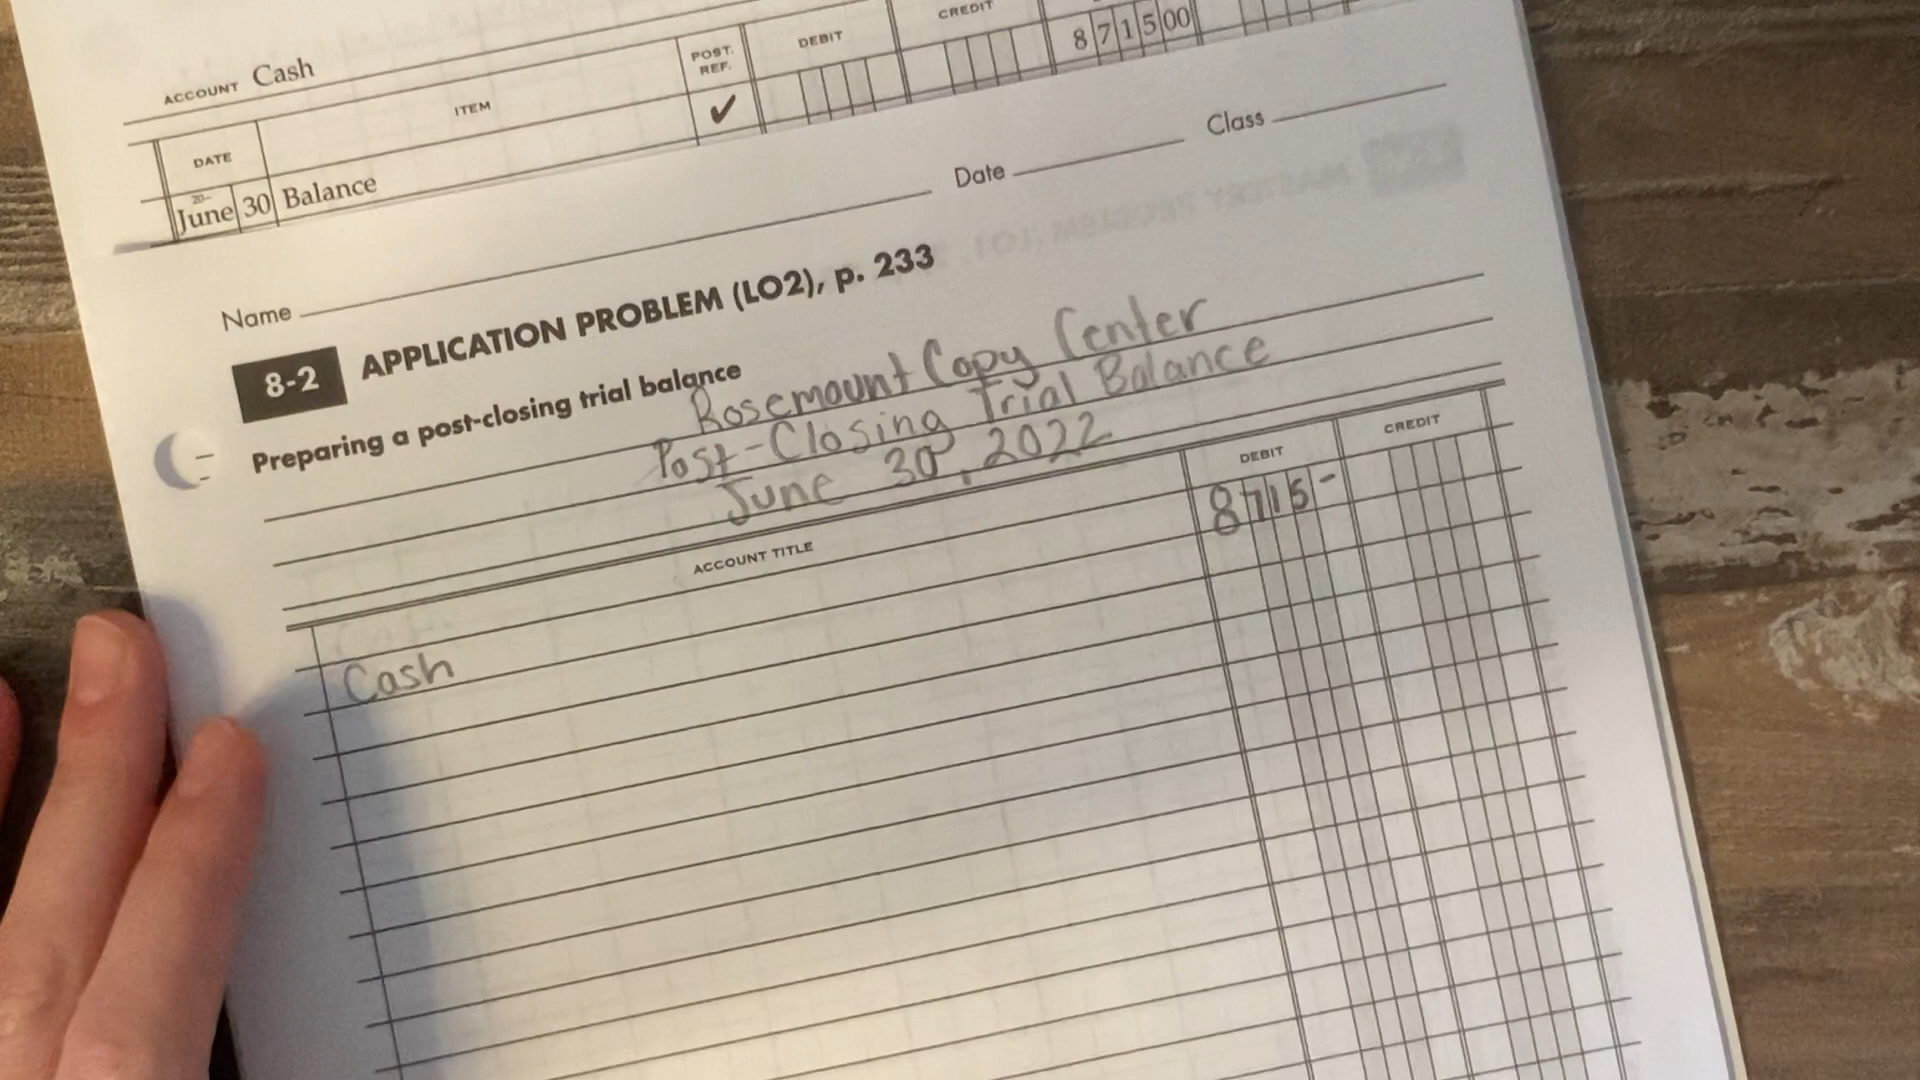 CREDIT
DEBIT
POST. REF.
ACCOUNT Cash
8 7 1 5 00
ITEM
✔
DATE
20--
June 30 Balance
Name Date Class
8-2 APPLICATION PROBLEM (LO2), p. 233
Preparing a post-closing trial balance
Rosemount Copy Center
Post-Closing Trial Balance
June 30, 2022
ACCOUNT TITLE DEBIT CREDIT
Cash 8715-